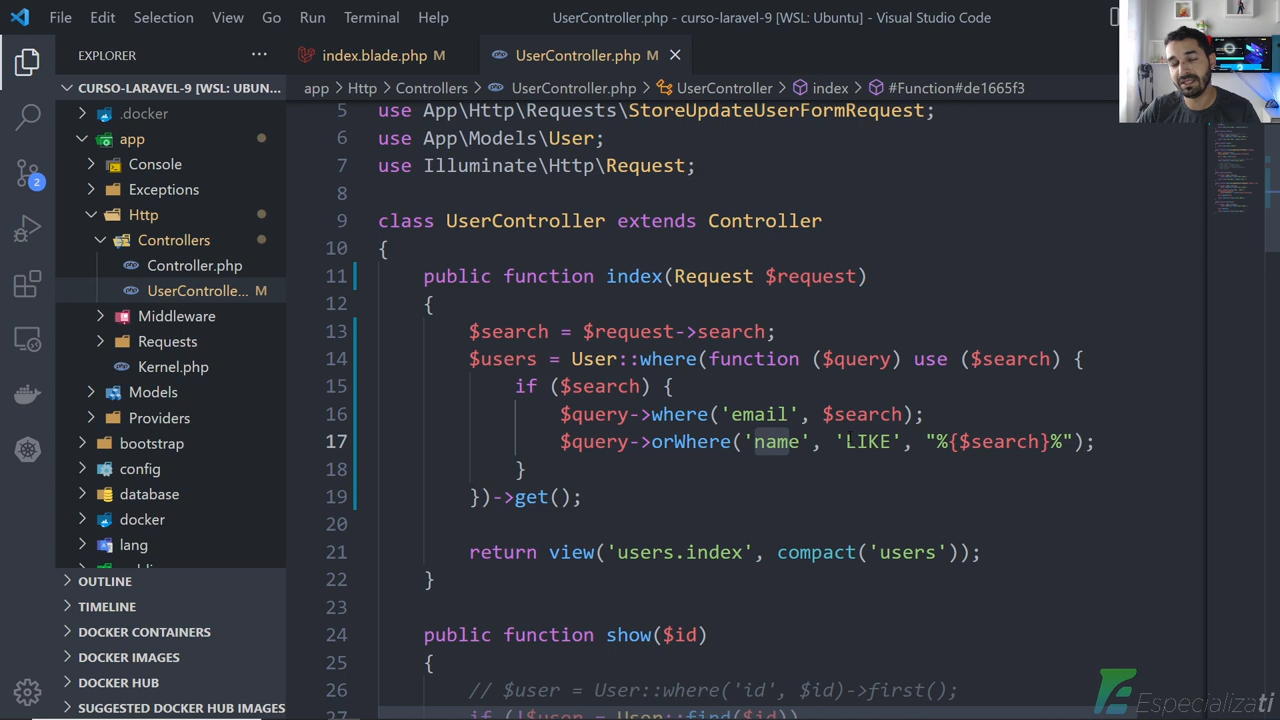 File Edit Selection View Go Run Terminal Help UserController.php - curso-laravel-9 [WSL: Ubuntu] - Visual Studio Code
EXPLORER ···
index.blade.php M UserController.php M
CURSO-LARAVEL-9 [WSL: UBUN...
app > Http > Controllers > UserController.php > UserController > index > #Function#de1665f3
.docker
app
Console
Exceptions
Http
Controllers
Controller.php
UserControlle... M
Middleware
Requests
Kernel.php
Models
Providers
bootstrap
config
database
docker
lang
OUTLINE
TIMELINE
DOCKER CONTAINERS
DOCKER IMAGES
DOCKER HUB
SUGGESTED DOCKER HUB IMAGES
2
5 use App\Http\Requests\StoreUpdateUserFormRequest;
6 use App\Models\User;
7 use Illuminate\Http\Request;
8
9 class UserController extends Controller
10 {
11 public function index(Request $request)
12 {
13 $search = $request->search;
14 $users = User::where(function ($query) use ($search) {
15 if ($search) {
16 $query->where('email', $search);
17 $query->orWhere('name', 'LIKE', "%{$search}%");
18 }
19 })->get();
20
21 return view('users.index', compact('users'));
22 }
23
24 public function show($id)
25 {
26 // $user = User::where('id', $id)->first();
27 if (!$user = User::find($id))
Especializati